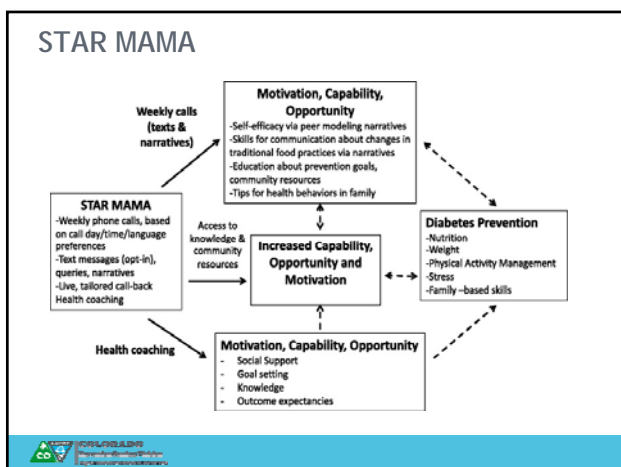 STAR MAMA
Weekly calls
(texts &
narratives)
Motivation, Capability,
Opportunity
-Self-efficacy via peer modeling narratives
-Skills for communication about changes in
traditional food practices via narratives
-Education about prevention goals,
community resources
-Tips for health behaviors in family
STAR MAMA
-Weekly phone calls, based
on call day/time/language
preferences
-Text messages (opt-in),
queries, narratives
-Live, tailored call-back
Health coaching
Access to
knowledge &
community
resources
Increased Capability,
Opportunity and
Motivation
Diabetes Prevention
-Nutrition
-Weight
-Physical Activity Management
-Stress
-Family –based skills
Health coaching
Motivation, Capability, Opportunity
- Social Support
- Goal setting
- Knowledge
- Outcome expectancies
CO
COLORADO